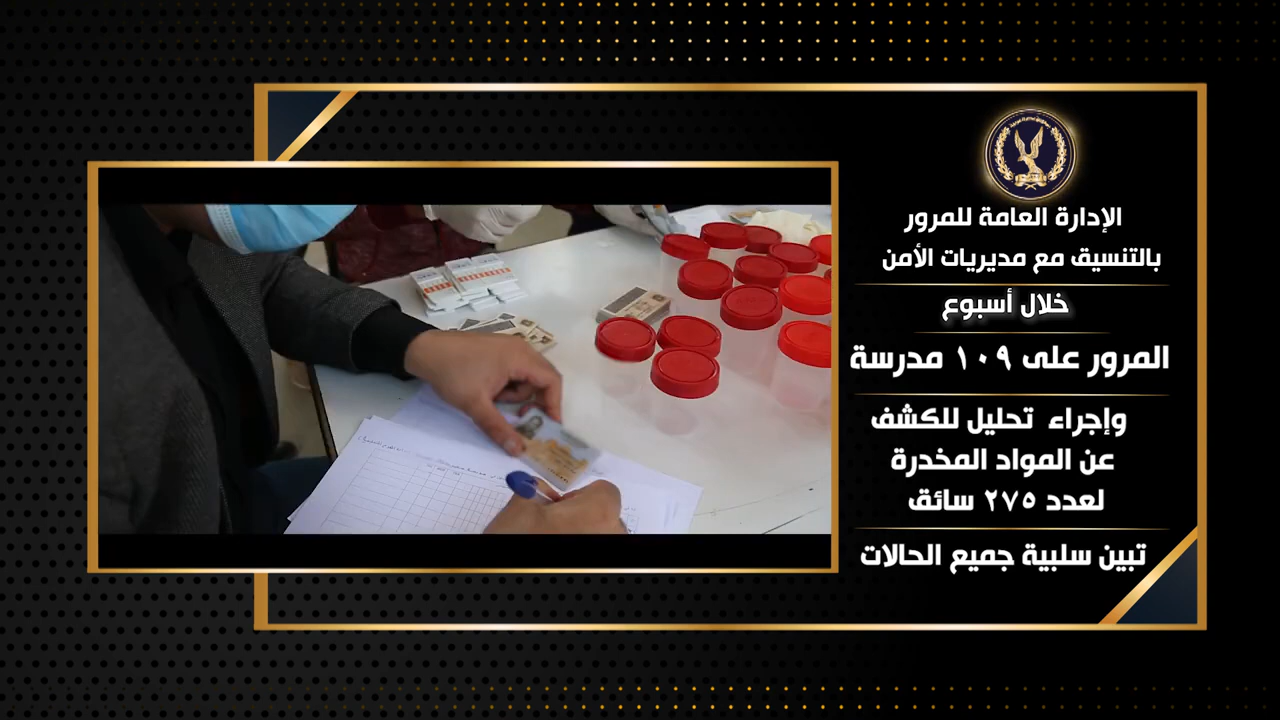 الإدارة العامة للمرور
بالتنسيق مع مديريات الأمن
خلال أسبوع
المرور على ١٠٩ مدرسة
وإجراء تحليل للكشف
عن المواد المخدرة
لعدد ٢٧٥ سائق
تبين سلبية جميع الحالات